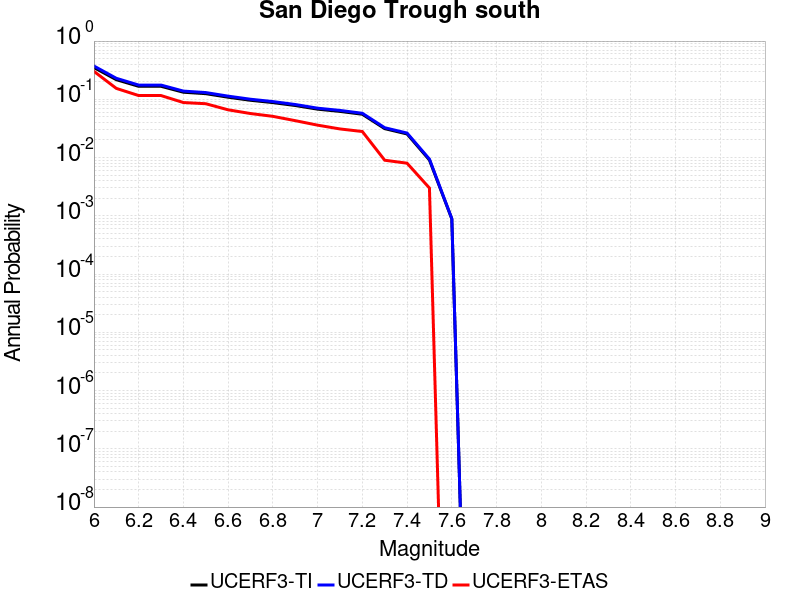 San Diego Trough south
10^0
10^-1
10^-2
10^-3
10^-4
10^-5
10^-6
10^-7
10^-8
Annual Probability
6 6.2 6.4 6.6 6.8 7 7.2 7.4 7.6 7.8 8 8.2 8.4 8.6 8.8 9
Magnitude
UCERF3-TI UCERF3-TD UCERF3-ETAS